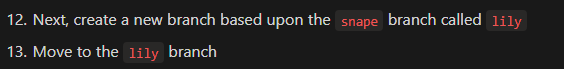 12. Next, create a new branch based upon the snape branch called lily
13. Move to the lily branch